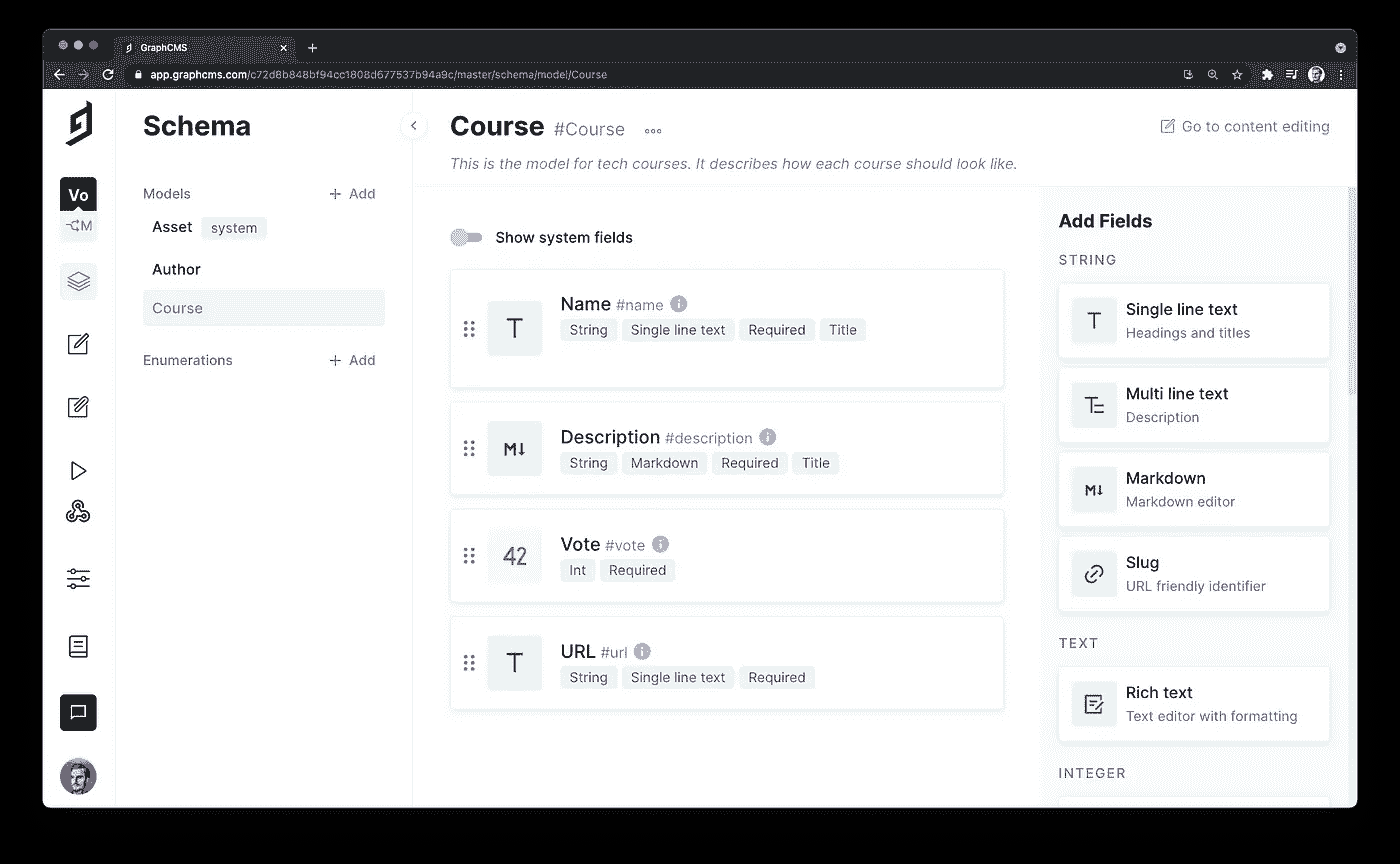 GraphCMS
app.graphcms.com/c72d8b848bf94cc1808d677537b94a9c/master/schema/model/Course
Schema
Course #Course
Go to content editing
This is the model for tech courses. It describes how each course should look like.
Vo
M
Models
Add
Asset system
Author
Course
Enumerations
Add
Show system fields
T
Name #name
String Single line text Required Title
M↓
Description #description
String Markdown Required Title
42
Vote #vote
Int Required
T
URL #url
String Single line text Required
Add Fields
STRING
T
Single line text
Headings and titles
T
Multi line text
Description
M↓
Markdown
Markdown editor
Slug
URL friendly identifier
TEXT
Rich text
Text editor with formatting
INTEGER